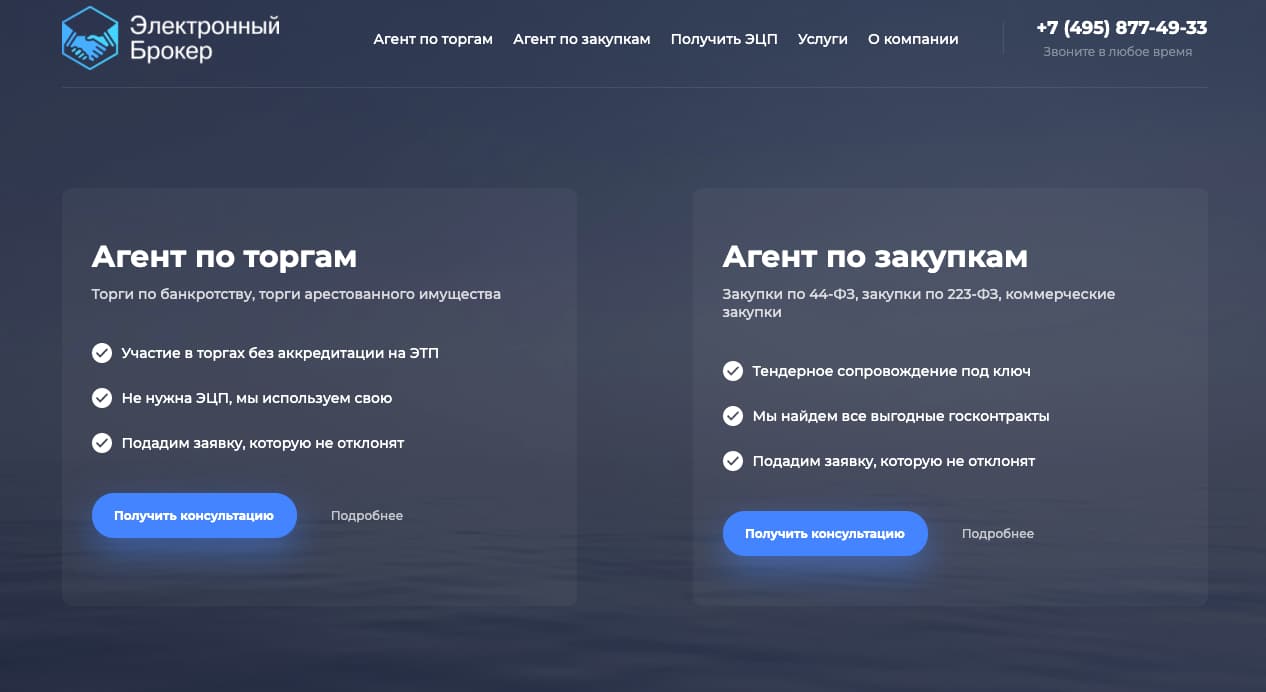 Электронный
Брокер
Агент по торгам
Агент по закупкам
Получить ЭЦП
Услуги
О компании
+7 (495) 877-49-33
Звоните в любое время
Агент по торгам
Торги по банкротству, торги арестованного имущества
Участие в торгах без аккредитации на ЭТП
Не нужна ЭЦП, мы используем свою
Подадим заявку, которую не отклонят
Получить консультацию
Подробнее
Агент по закупкам
Закупки по 44-ФЗ, закупки по 223-ФЗ, коммерческие
закупки
Тендерное сопровождение под ключ
Мы найдем все выгодные госконтракты
Подадим заявку, которую не отклонят
Получить консультацию
Подробнее